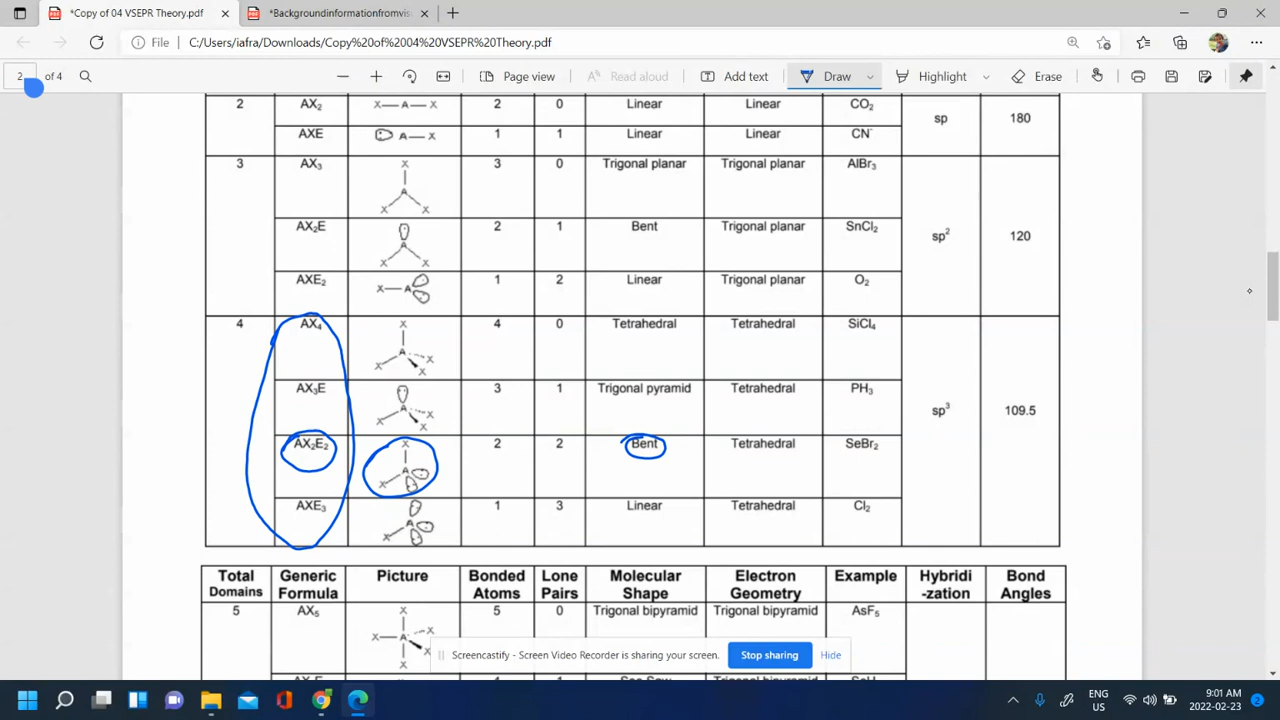 *Copy of 04 VSEPR Theory.pdf
*Backgroundinformationfromvis
File C:/Users/iafra/Downloads/Copy%20of%2004%20VSEPR%20Theory.pdf
2 of 4 Page view Read aloud Add text Draw Highlight Erase
2 AX2 X—A—X 2 0 Linear Linear CO2 sp 180
AXE A—X 1 1 Linear Linear CN-
3 AX3 X A X X 3 0 Trigonal planar Trigonal planar AlBr3 sp2 120
AX2E A X X 2 1 Bent Trigonal planar SnCl2
AXE2 X—A 1 2 Linear Trigonal planar O2
4 AX4 X A X X X 4 0 Tetrahedral Tetrahedral SiCl4 sp3 109.5
AX3E A X X X 3 1 Trigonal pyramid Tetrahedral PH3
AX2E2 X A X 2 2 Bent Tetrahedral SeBr2
AXE3 A X 1 3 Linear Tetrahedral Cl2
Total Domains Generic Formula Picture Bonded Atoms Lone Pairs Molecular Shape Electron Geometry Example Hybridi-zation Bond Angles
5 AX5 X X—A X X X 5 0 Trigonal bipyramid Trigonal bipyramid AsF5
Screencastify - Screen Video Recorder is sharing your screen. Stop sharing Hide
ENG US
9:01 AM
2022-02-23
2